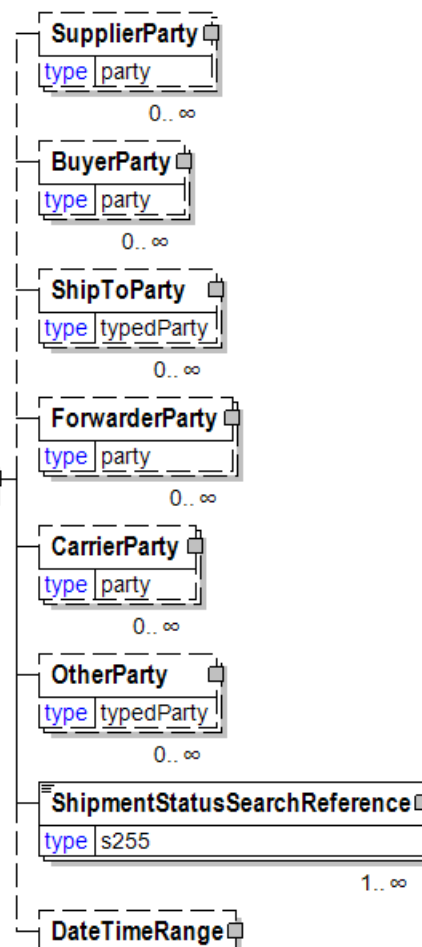 SupplierParty
type party
0.. ∞
BuyerParty
type party
0.. ∞
ShipToParty
type typedParty
0.. ∞
ForwarderParty
type party
0.. ∞
CarrierParty
type party
0.. ∞
OtherParty
type typedParty
0.. ∞
ShipmentStatusSearchReference
type s255
1.. ∞
DateTimeRange